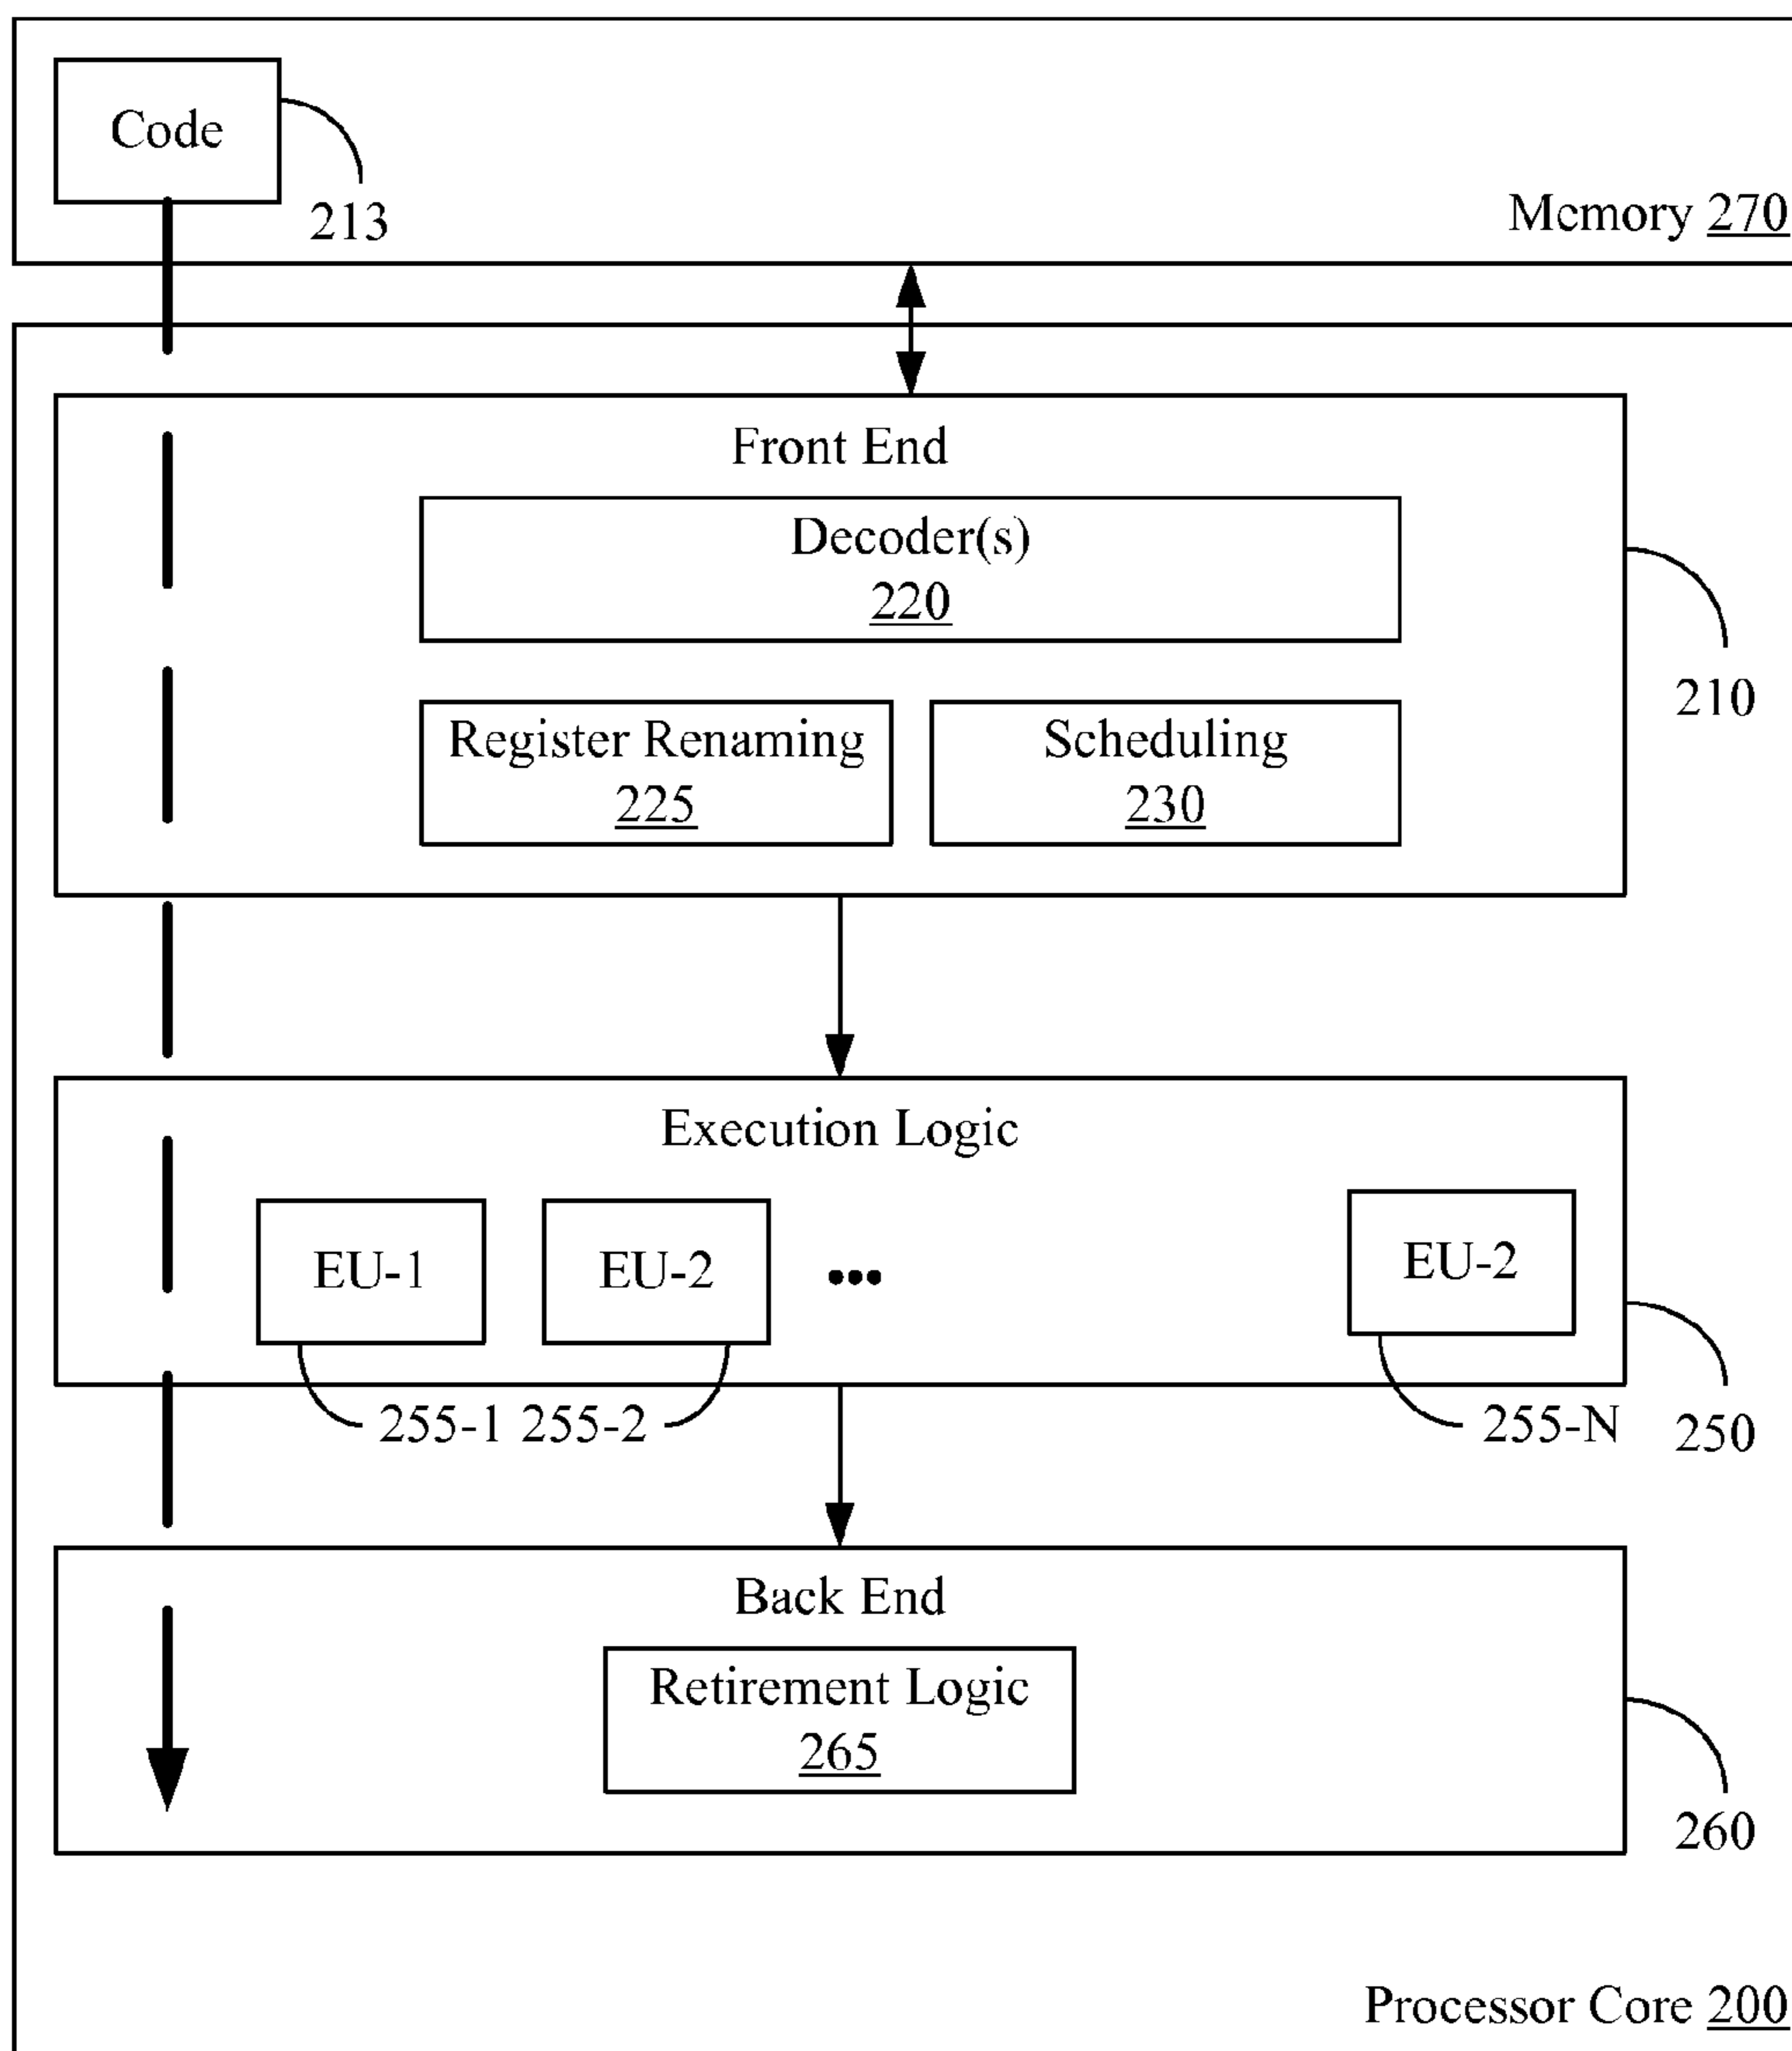 Code
213
Memory 270
Front End
Decoder(s)
220
210
Register Renaming
225
Scheduling
230
Execution Logic
EU-1
EU-2
•••
EU-2
255-1
255-2
255-N
250
Back End
Retirement Logic
265
260
Processor Core 200